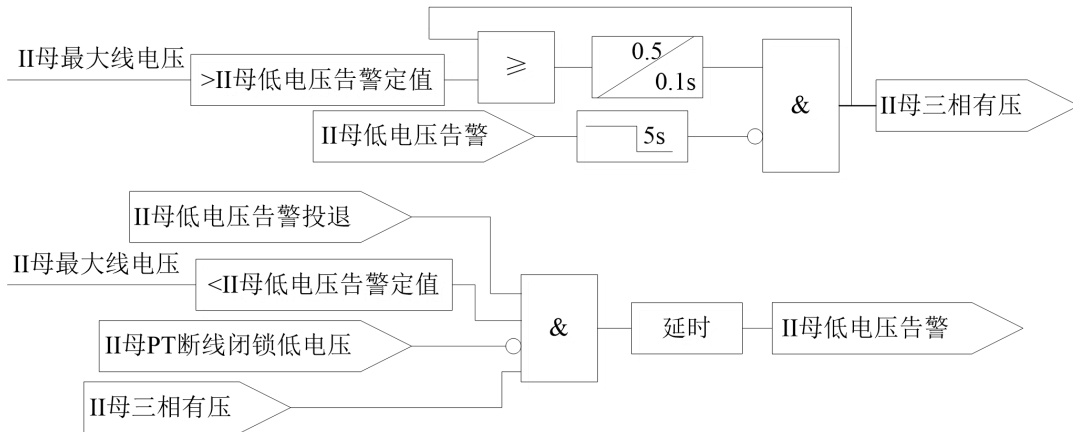 II母最大线电压
>II母低电压告警定值
≥
0.5
0.1s
&
II母三相有压
II母低电压告警
5s
II母低电压告警投退
II母最大线电压
<II母低电压告警定值
II母PT断线闭锁低电压
II母三相有压
&
延时
II母低电压告警